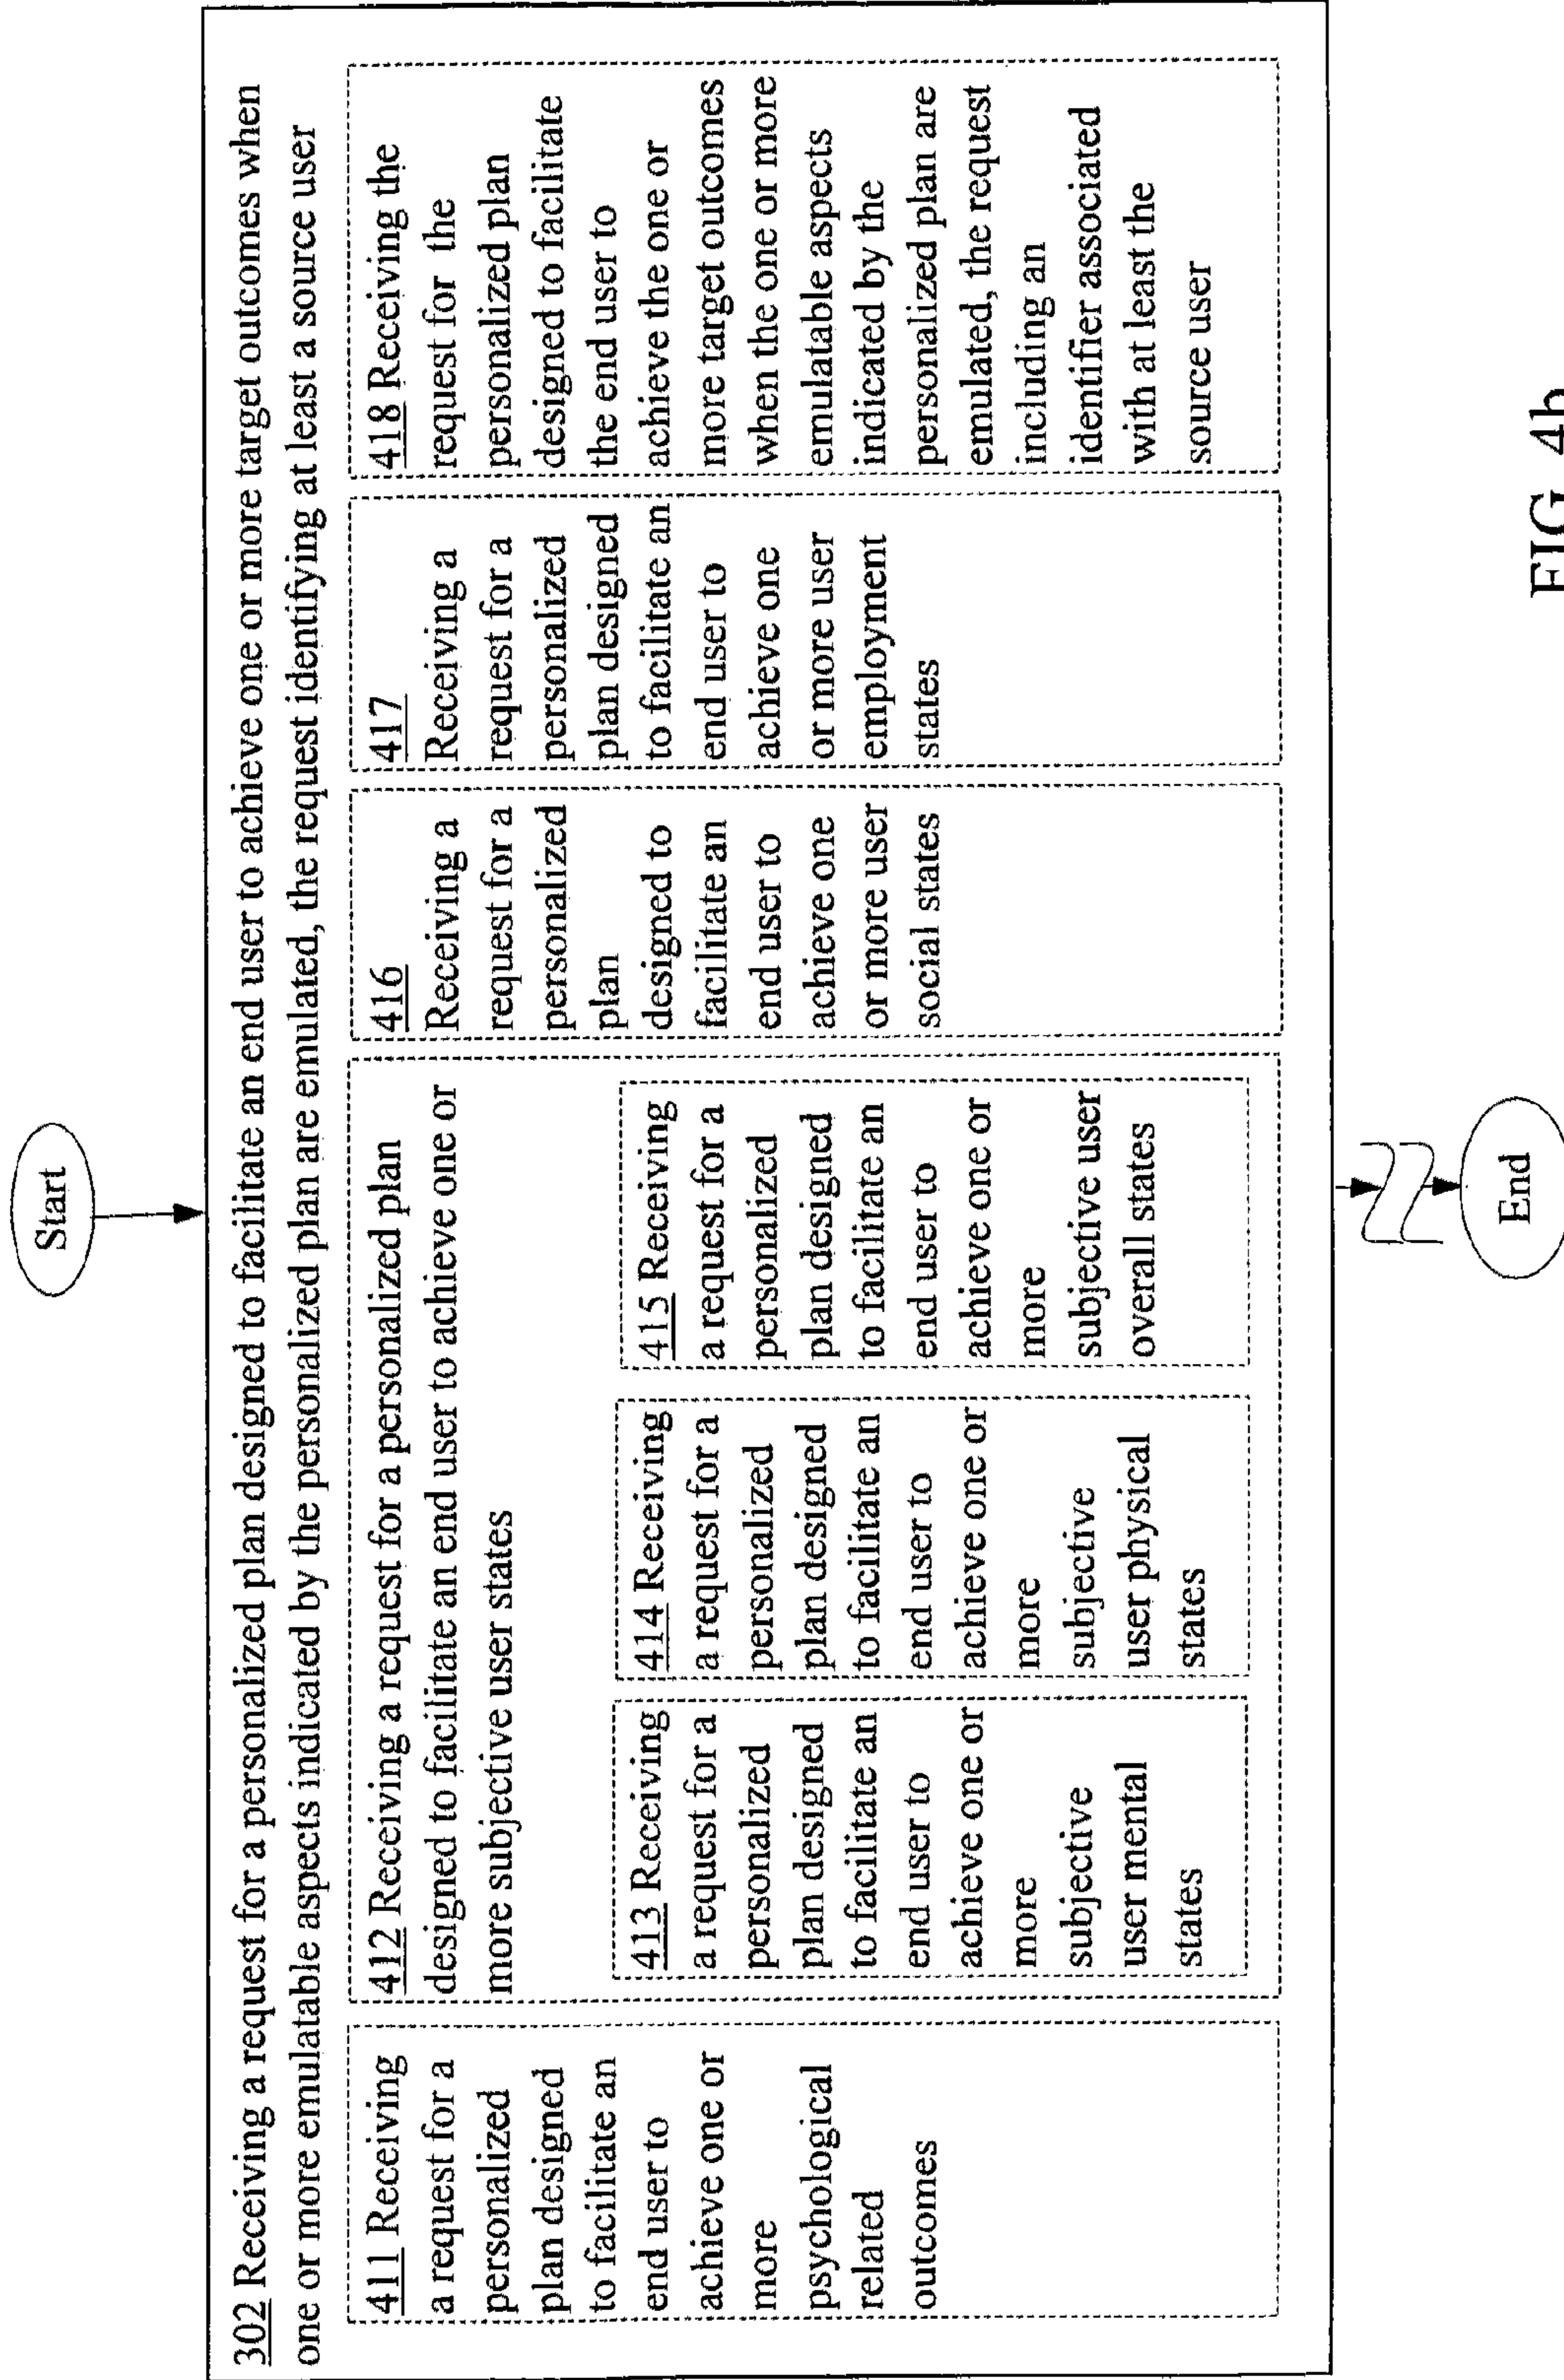 Start
302 Receiving a request for a personalized plan designed to facilitate an end user to achieve one or more target outcomes when
one or more emulatable aspects indicated by the personalized plan are emulated, the request identifying at least a source user
411 Receiving
a request for a
personalized
plan designed
to facilitate an
end user to
achieve one or
more
psychological
related
outcomes
412 Receiving a request for a personalized plan
designed to facilitate an end user to achieve one or
more subjective user states
413 Receiving
a request for a
personalized
plan designed
to facilitate an
end user to
achieve one or
more
subjective
user mental
states
414 Receiving
a request for a
personalized
plan designed
to facilitate an
end user to
achieve one or
more
subjective
user physical
states
415 Receiving
a request for a
personalized
plan designed
to facilitate an
end user to
achieve one or
more
subjective user
overall states
416
Receiving a
request for a
personalized
plan
designed to
facilitate an
end user to
achieve one
or more user
social states
417
Receiving a
request for a
personalized
plan designed
to facilitate an
end user to
achieve one
or more user
employment
states
418 Receiving the
request for the
personalized plan
designed to facilitate
the end user to
achieve the one or
more target outcomes
when the one or more
emulatable aspects
indicated by the
personalized plan are
emulated, the request
including an
identifier associated
with at least the
source user
End
FIG. 4b